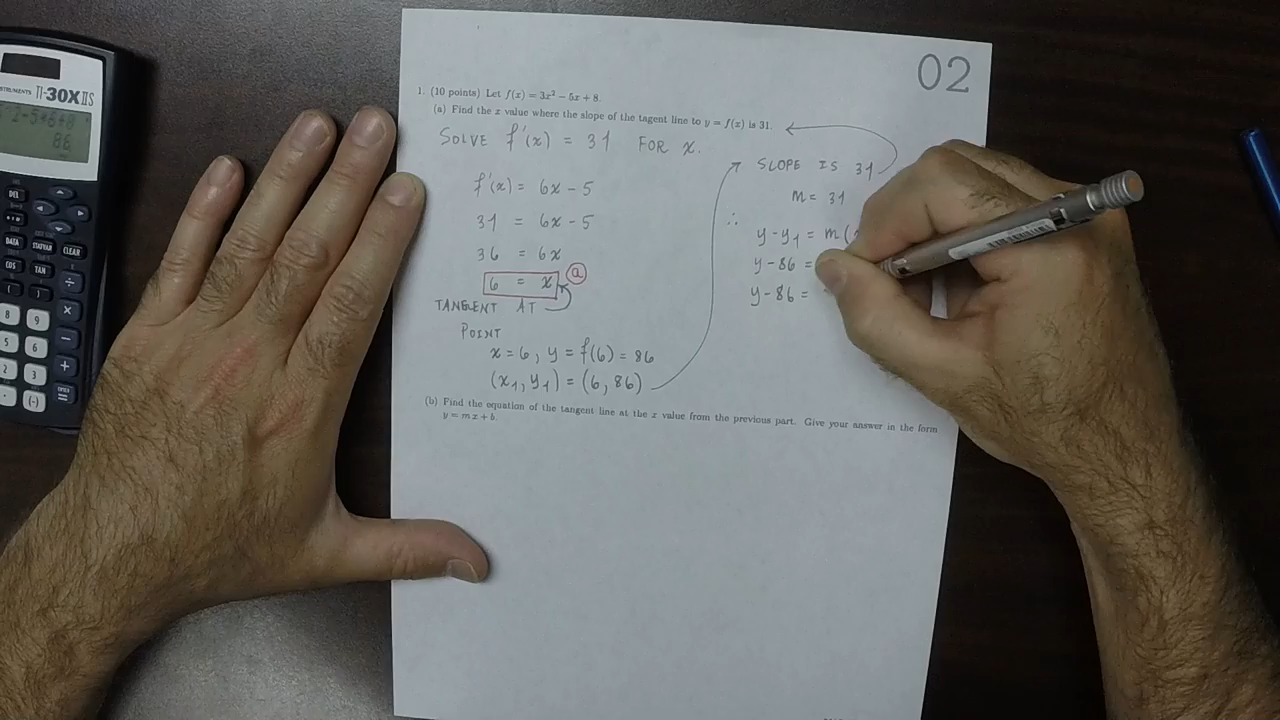 02
1. (10 points) Let f(x) = 3x² − 5x + 8.
(a) Find the x value where the slope of the tagent line to y = f(x) is 31.
SOLVE f'(x) = 31 FOR x.
f'(x) = 6x - 5
31 = 6x - 5
36 = 6x
6 = x
a
TANGENT AT
POINT
x = 6, y = f(6) = 86
(x₁, y₁) = (6, 86)
SLOPE IS 31
m = 31
∴
y - y₁ = m(
y - 86 =
y - 86 =
(b) Find the equation of the tangent line at the x value from the previous part. Give your answer in the form
y = mx + b.
TI-30X IIS
86
DEL
DATA
STATVAR
CLEAR
COS
TAN
÷
8
9
×
5
6
−
2
3
+
(-)